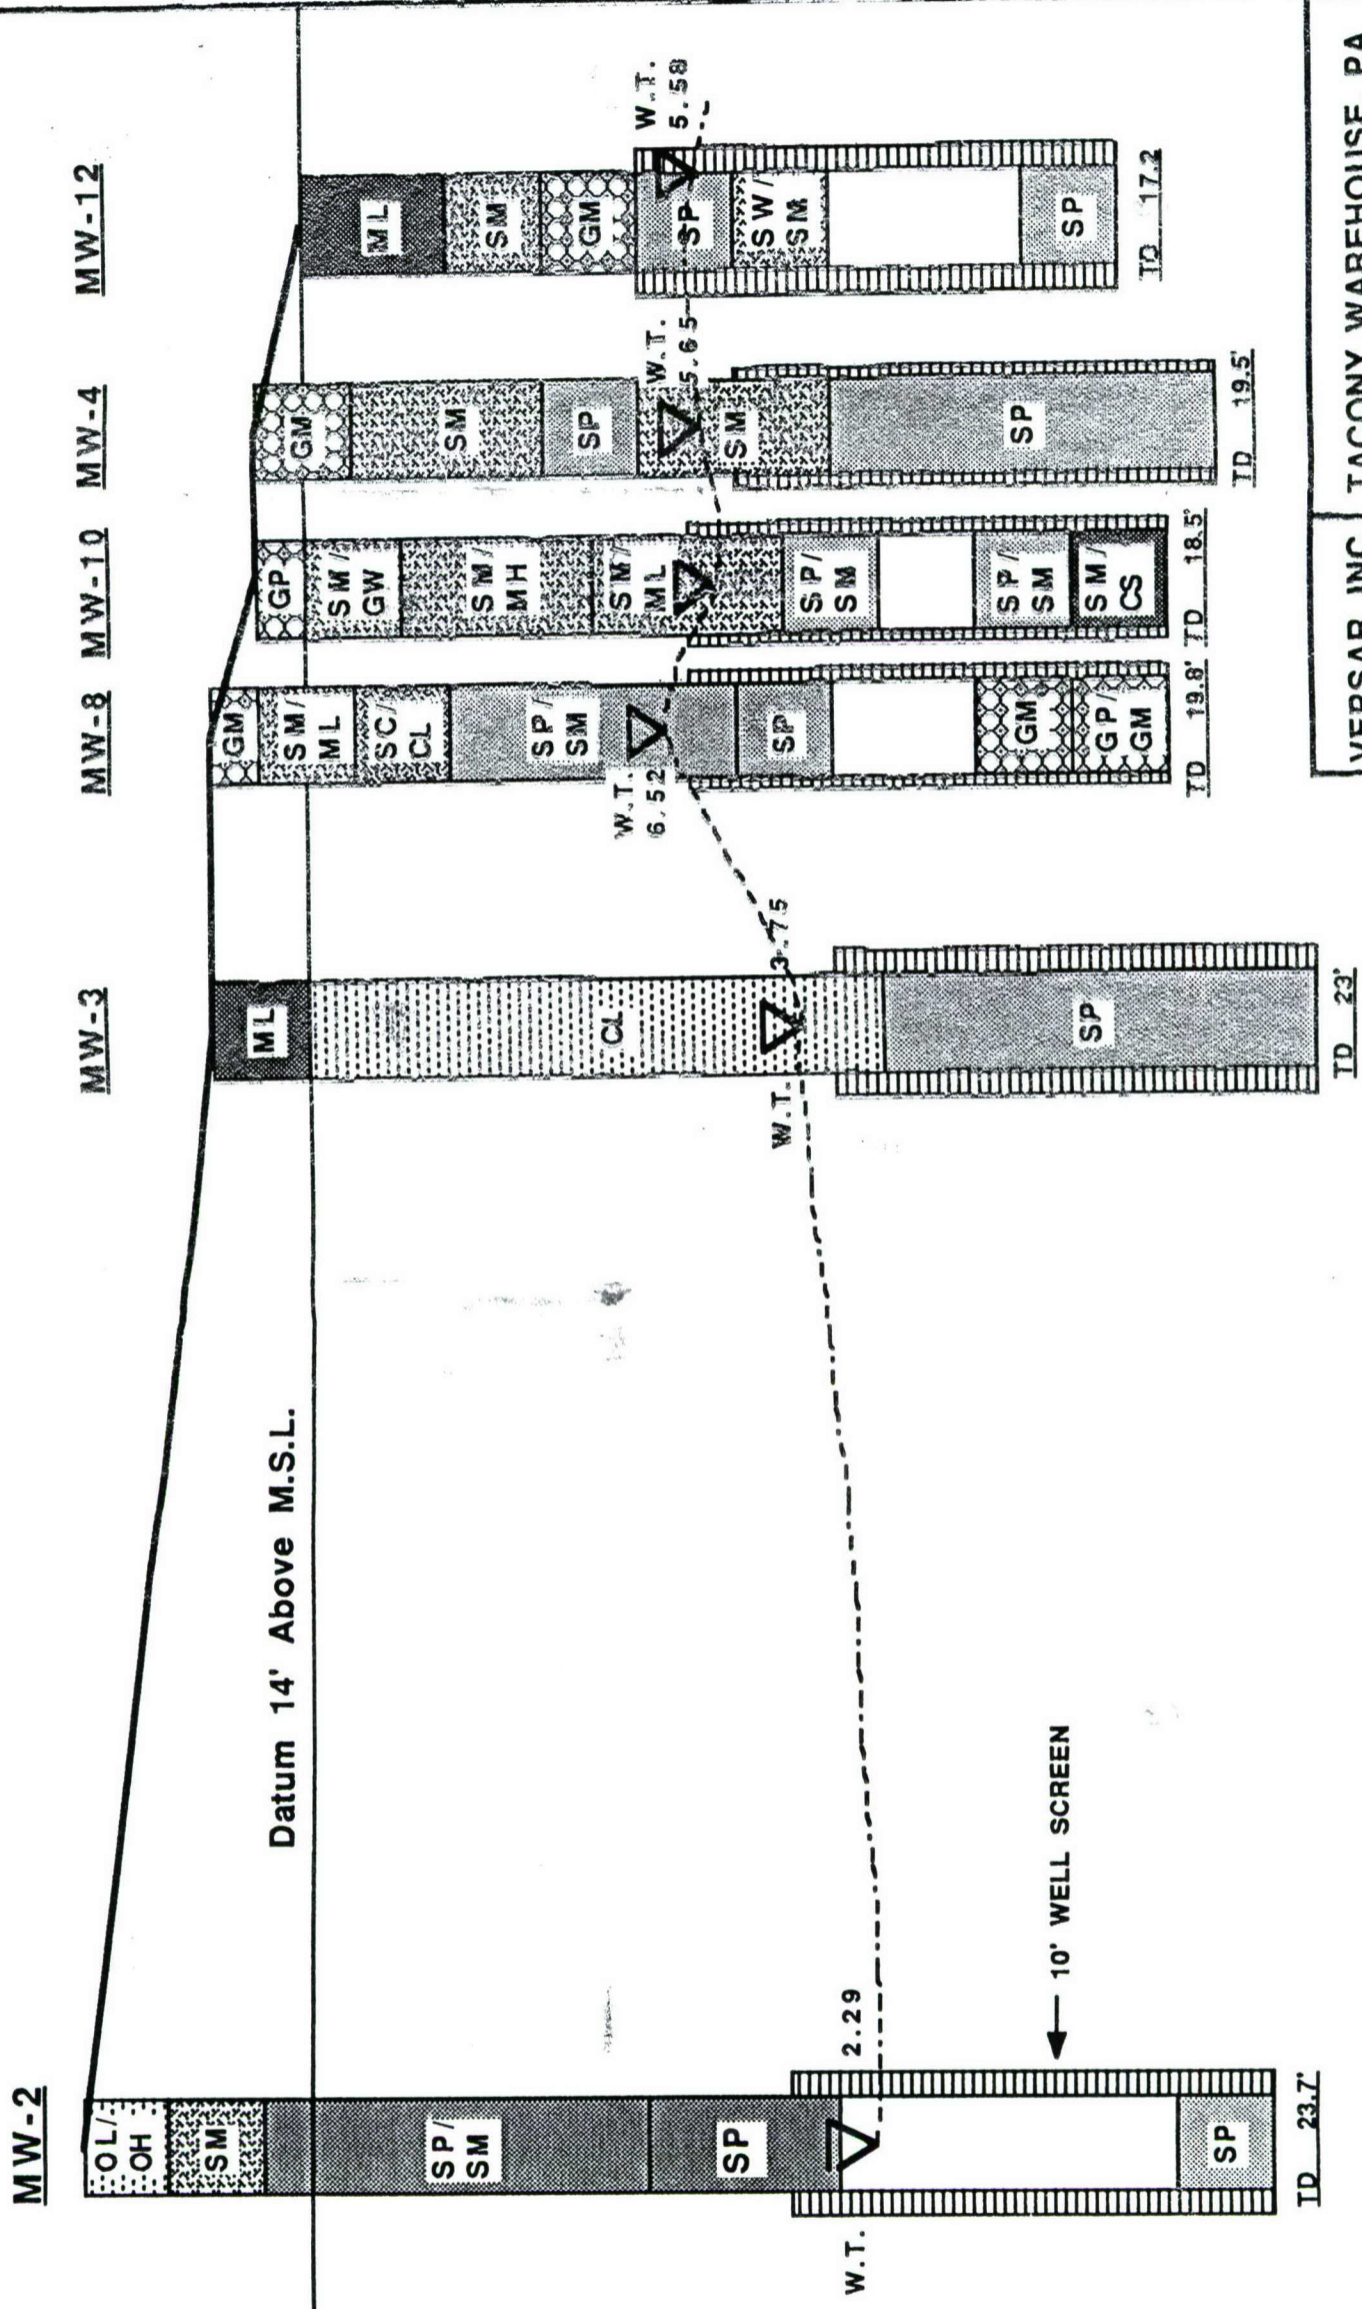 MW-2
OL/
OH
SM
SP/
SM
SP
W.T.
2.29
SP
TD 23.7'
10' WELL SCREEN
Datum 14' Above M.S.L.
MW-3
ML
CL
W.T.
3.75
SP
TD 23'
MW-8
GM
SM/
ML
SC/
CL
SP/
SM
W.T.
6.52
SP
GM
GP/
GM
TD 19.8'
MW-10
GP
SM/
GW
SM/
MH
SM/
ML
SP/
SM
SP/
SM
SM/
CS
TD 18.5'
MW-4
GM
SM
SP
W.T.
5.65
SM
SP
TD 19.5'
MW-12
ML
SM
GM
W.T.
5.58
SP
SW/
SM
SP
TD 17.2
VERSAR INC
TACONY WAREHOUSE PA